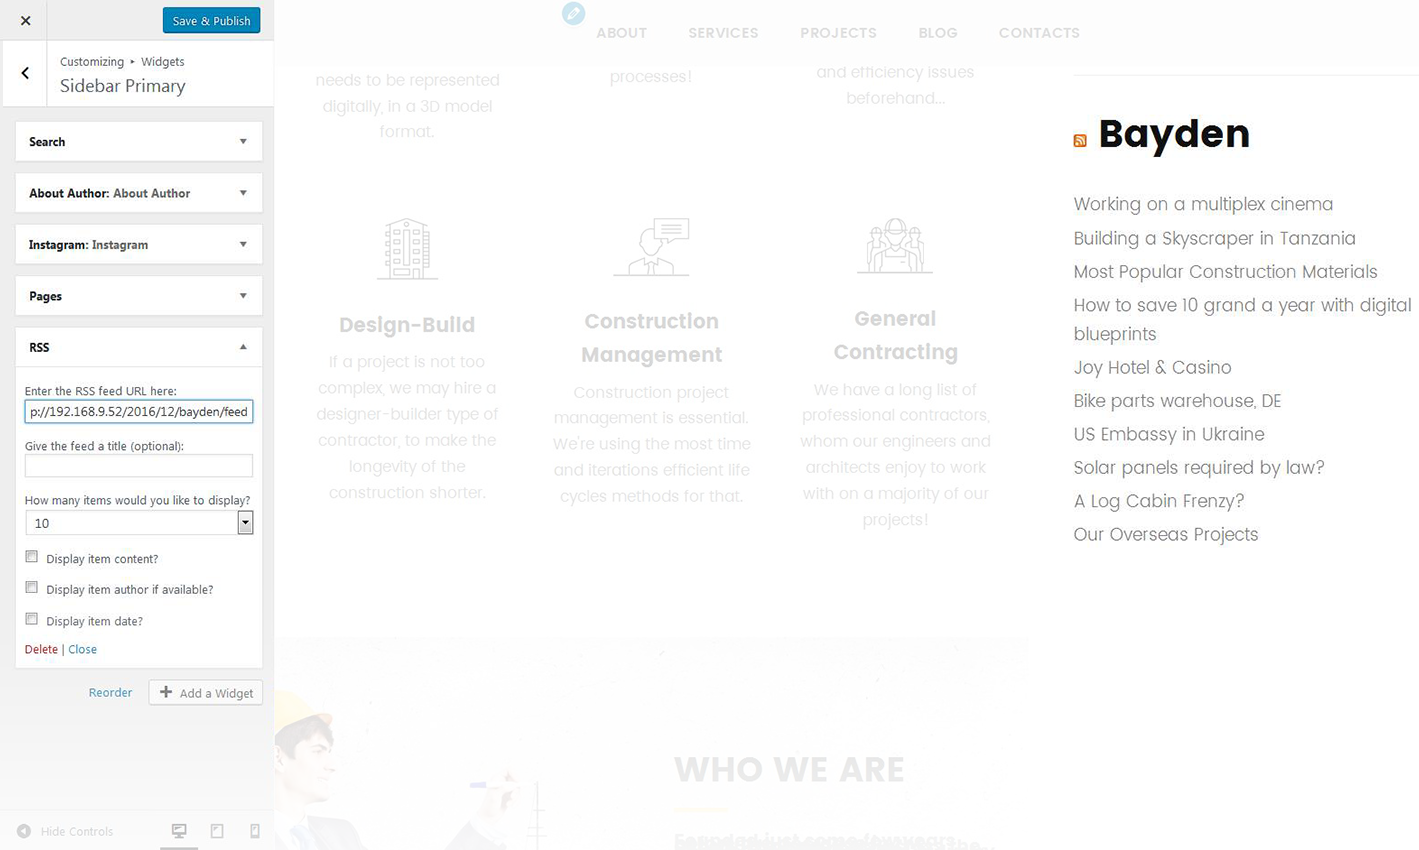 Save & Publish
Customizing ▸ Widgets
Sidebar Primary
Search
About Author: About Author
Instagram: Instagram
Pages
RSS
Enter the RSS feed URL here:
p://192.168.9.52/2016/12/bayden/feed
Give the feed a title (optional):
How many items would you like to display?
10
Display item content?
Display item author if available?
Display item date?
Delete | Close
Reorder
Add a Widget
Hide Controls
ABOUT SERVICES PROJECTS BLOG CONTACTS
needs to be represented
digitally, in a 3D model
format.
processes!
and efficiency issues
beforehand...
Design-Build
If a project is not too
complex, we may hire a
designer-builder type of
contractor, to make the
longevity of the
construction shorter.
Construction
Management
Construction project
management is essential.
We're using the most time
and iterations efficient life
cycles methods for that.
General
Contracting
We have a long list of
professional contractors,
whom our engineers and
architects enjoy to work
with on a majority of our
projects!
WHO WE ARE
Founded just some few years
Bayden
Working on a multiplex cinema
Building a Skyscraper in Tanzania
Most Popular Construction Materials
How to save 10 grand a year with digital
blueprints
Joy Hotel & Casino
Bike parts warehouse, DE
US Embassy in Ukraine
Solar panels required by law?
A Log Cabin Frenzy?
Our Overseas Projects